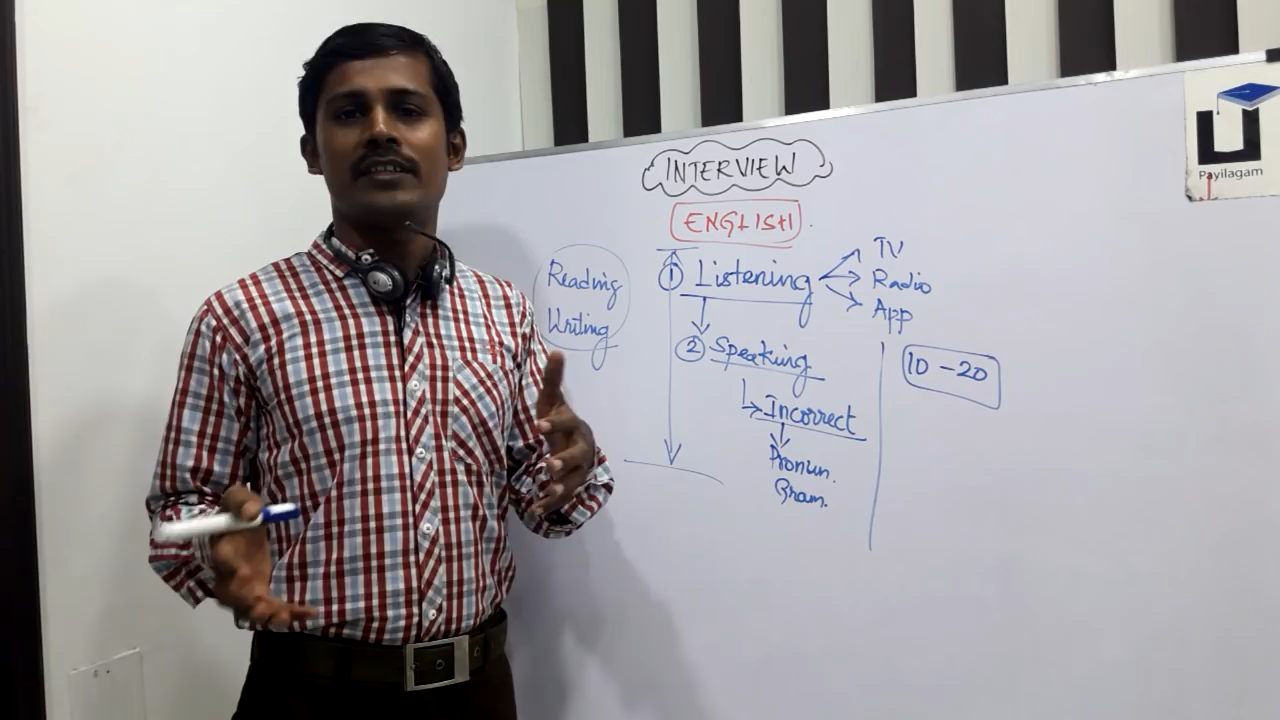 INTERVIEW
ENGLISH
Reading
Writing
1 Listening
TV
Radio
App
2 Speaking
Incorrect
Pronun.
Gram.
10-20
Payilagam